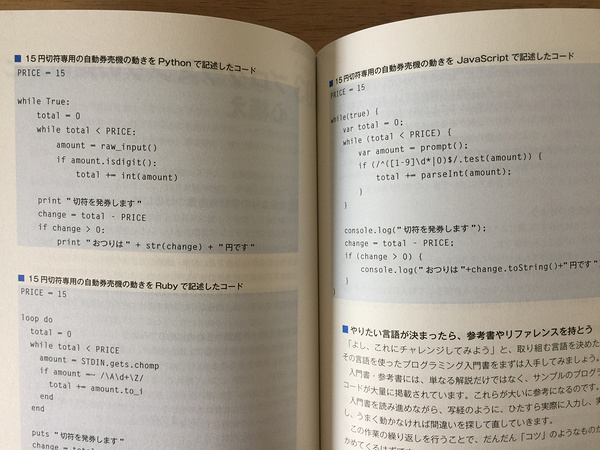 ■ 15円切符専用の自動券売機の動きを Python で記述したコード
PRICE = 15
while True:
total = 0
while total < PRICE:
amount = raw_input()
if amount.isdigit():
total += int(amount)
print "切符を発券します"
change = total - PRICE
if change > 0:
print "おつりは" + str(change) + "円です"
■ 15円切符専用の自動券売機の動きを Ruby で記述したコード
PRICE = 15
loop do
total = 0
while total < PRICE
amount = STDIN.gets.chomp
if amount =~ /\A\d+\Z/
total += amount.to_i
end
end
puts "切符を発券します"
change = total
■ 15円切符専用の自動券売機の動きを JavaScript で記述したコード
PRICE = 15
while(true) {
var total = 0;
while (total < PRICE) {
var amount = prompt();
if (/^([1-9]\d*|0)$/.test(amount)) {
total += parseInt(amount);
}
}
console.log("切符を発券します");
change = total - PRICE;
if (change > 0) {
console.log("おつりは"+change.toString()+"円です"
}
■ やりたい言語が決まったら、参考書やリファレンスを持とう
「よし、これにチャレンジしてみよう」と、取り組む言語を決めた
その言語を使ったプログラミング入門書をまずは入手してみましょう。
入門書・参考書には、単なる解説だけではなく、サンプルのプログラ
コードが大量に掲載されています。これらが大いに参考になるのです。
入門書を読み進めながら、写経のように、ひたすら実際に入力し、実
し、うまく動かなければ間違いを探して直していきます。
この作業の繰り返しを行うことで、だんだん「コツ」のようなものが